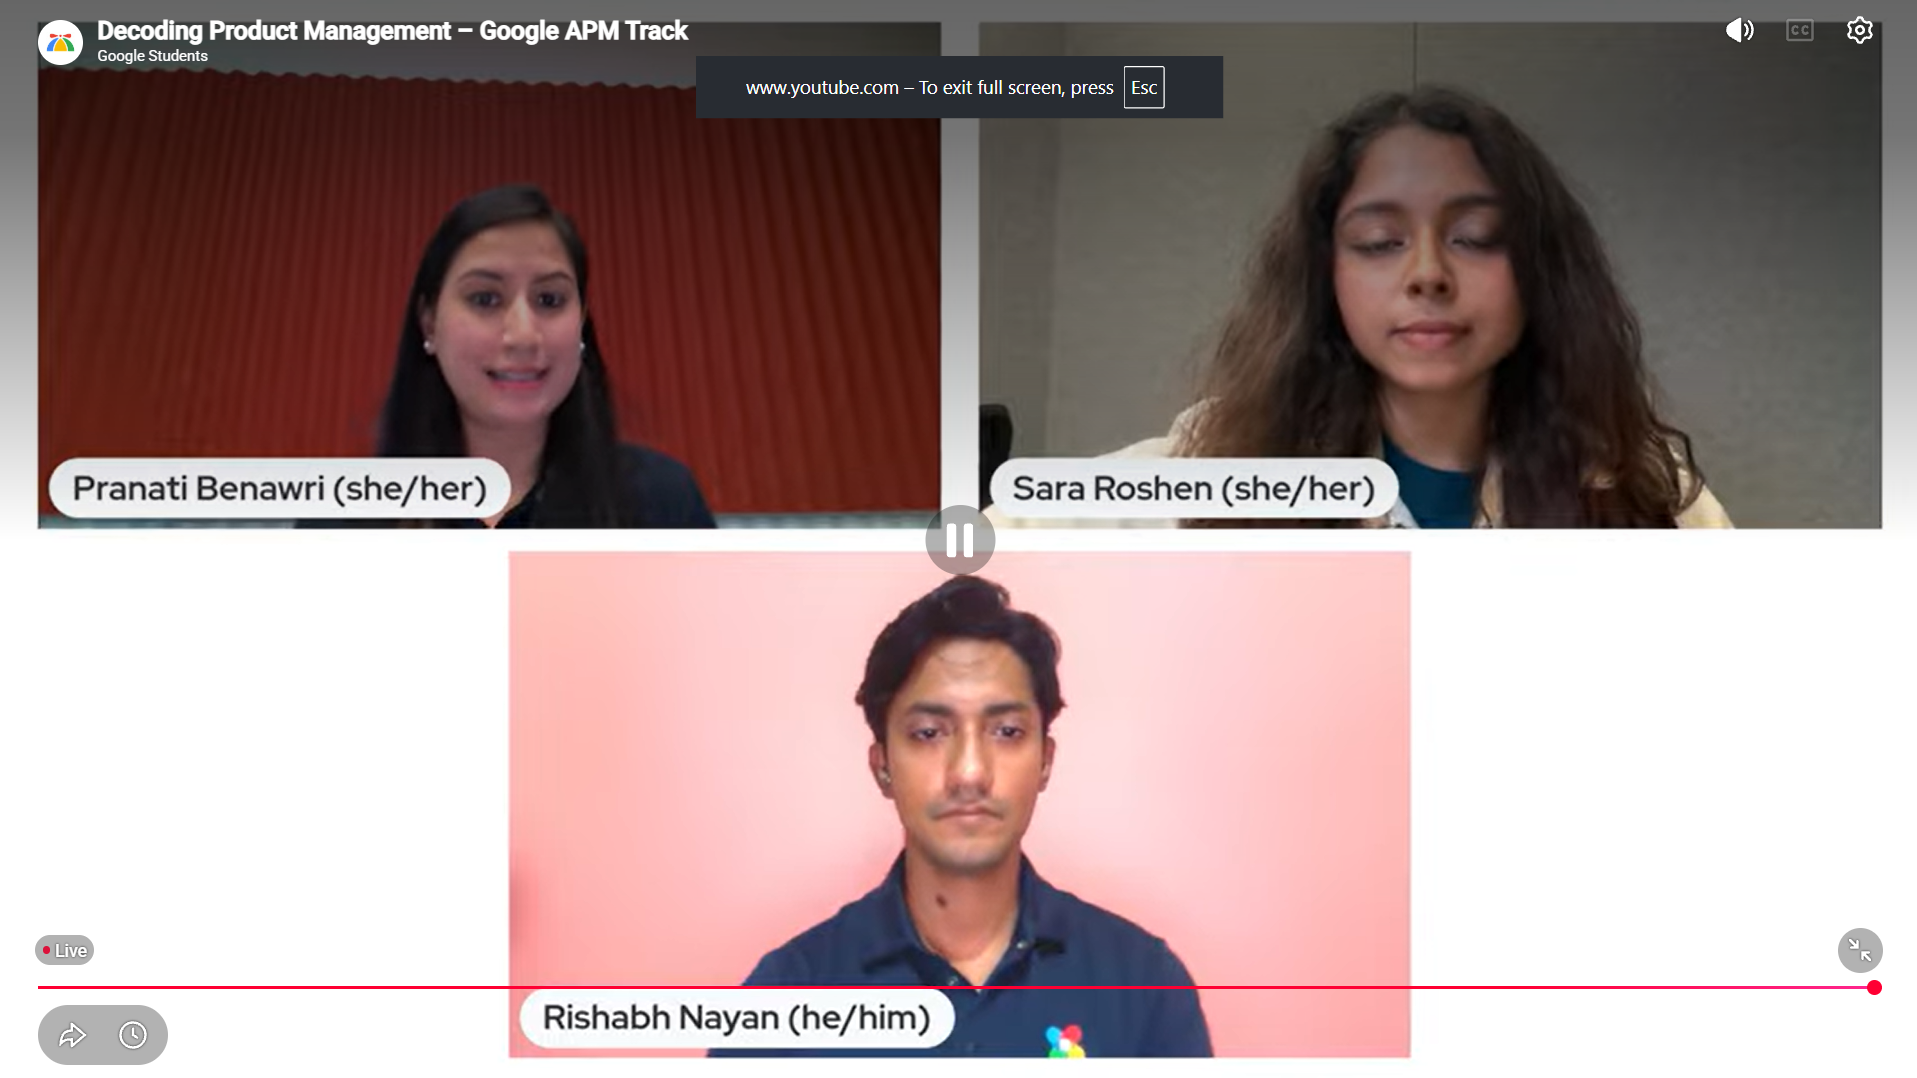 Decoding Product Management – Google APM Track
Google Students
CC
www.youtube.com – To exit full screen, press Esc
Pranati Benawri (she/her)
Sara Roshen (she/her)
Live
Rishabh Nayan (he/him)